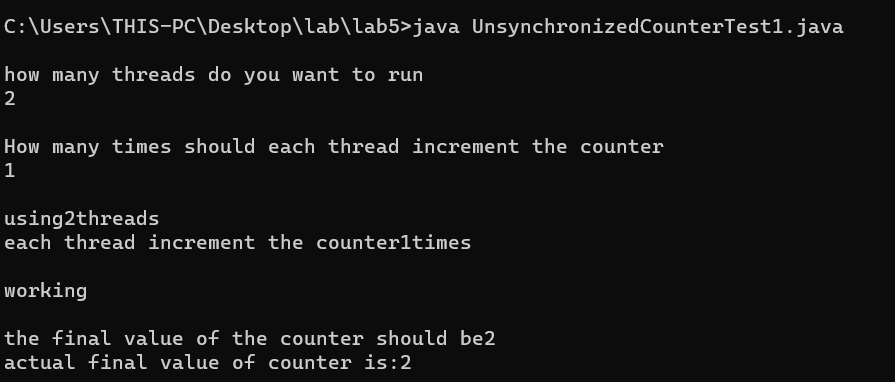 C:\Users\THIS-PC\Desktop\lab\lab5>java UnsynchronizedCounterTest1.java
how many threads do you want to run
2
How many times should each thread increment the counter
1
using2threads
each thread increment the counter1times
working
the final value of the counter should be2
actual final value of counter is:2